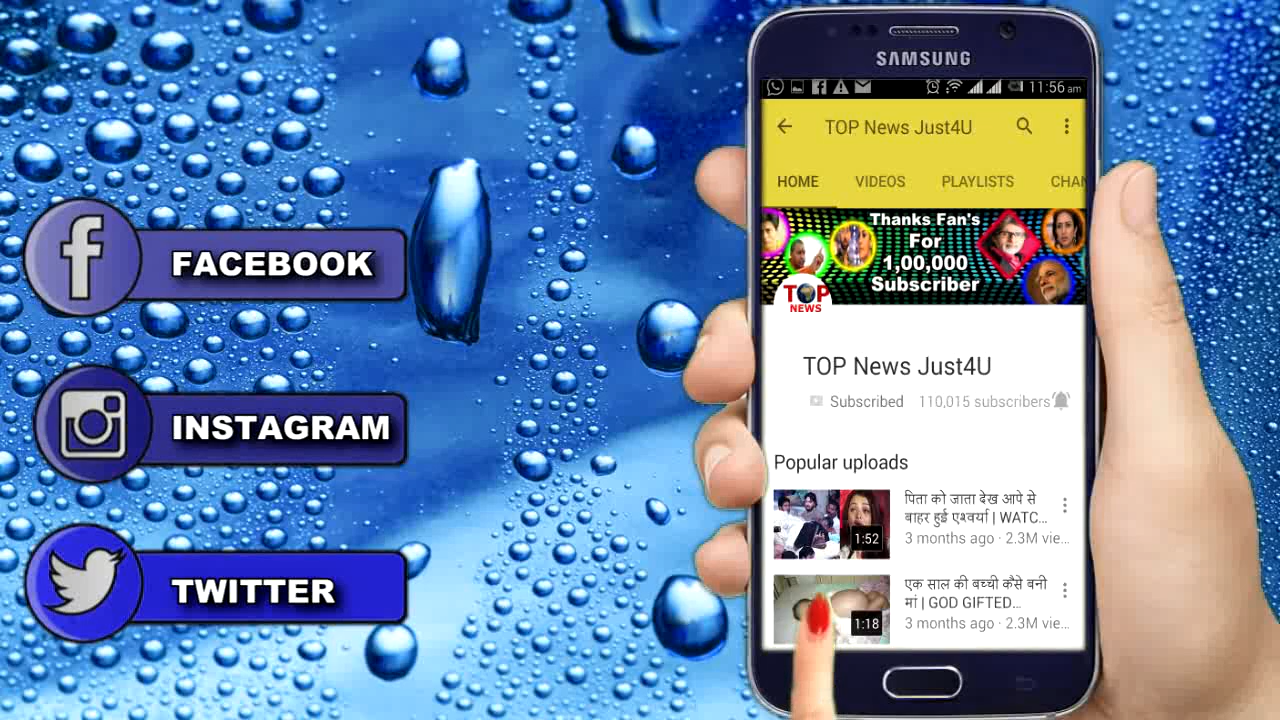 FACEBOOK
INSTAGRAM
TWITTER
SAMSUNG
11:56 am
TOP News Just4U
HOME VIDEOS PLAYLISTS CHAN
Thanks Fan's
For
1,00,000
Subscriber
TOP
NEWS
TOP News Just4U
Subscribed 110,015 subscribers
Popular uploads
पिता को जाता देख आपे से
बाहर हुई एश्वर्या | WATC...
1:52
3 months ago · 2.3M vie...
एक साल की बच्ची कैसे बनी
मां | GOD GIFTED...
1:18
3 months ago · 2.3M vie...